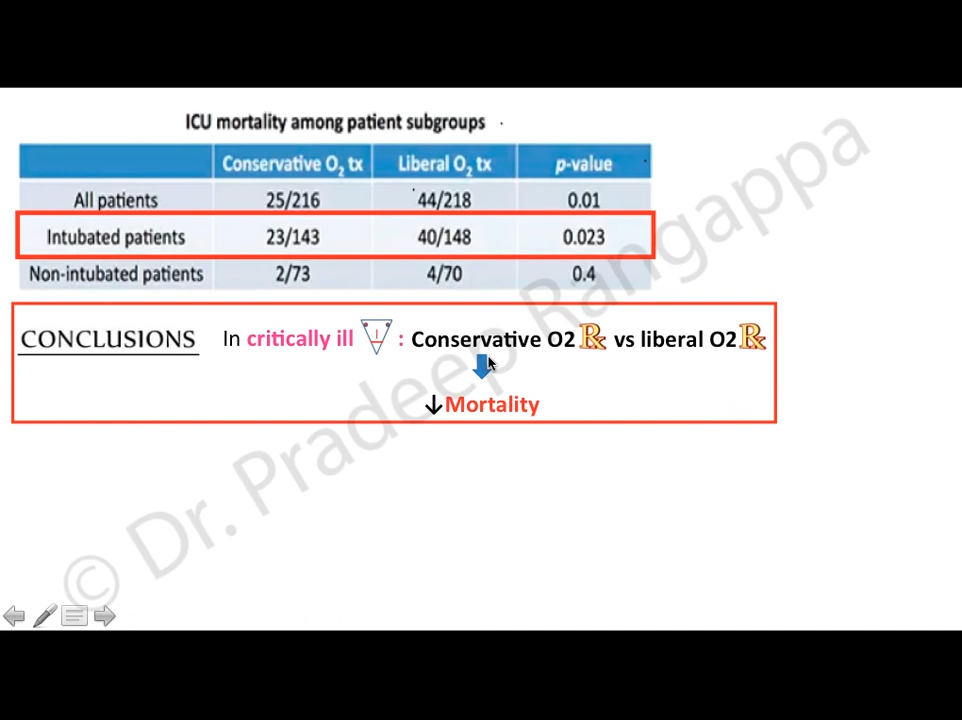 ICU mortality among patient subgroups
Conservative O₂ tx Liberal O₂ tx p-value
All patients 25/216 44/218 0.01
Intubated patients 23/143 40/148 0.023
Non-intubated patients 2/73 4/70 0.4
CONCLUSIONS In critically ill : Conservative O2 Rx vs liberal O2 Rx
↓Mortality
© Dr. Pradeep Rangappa